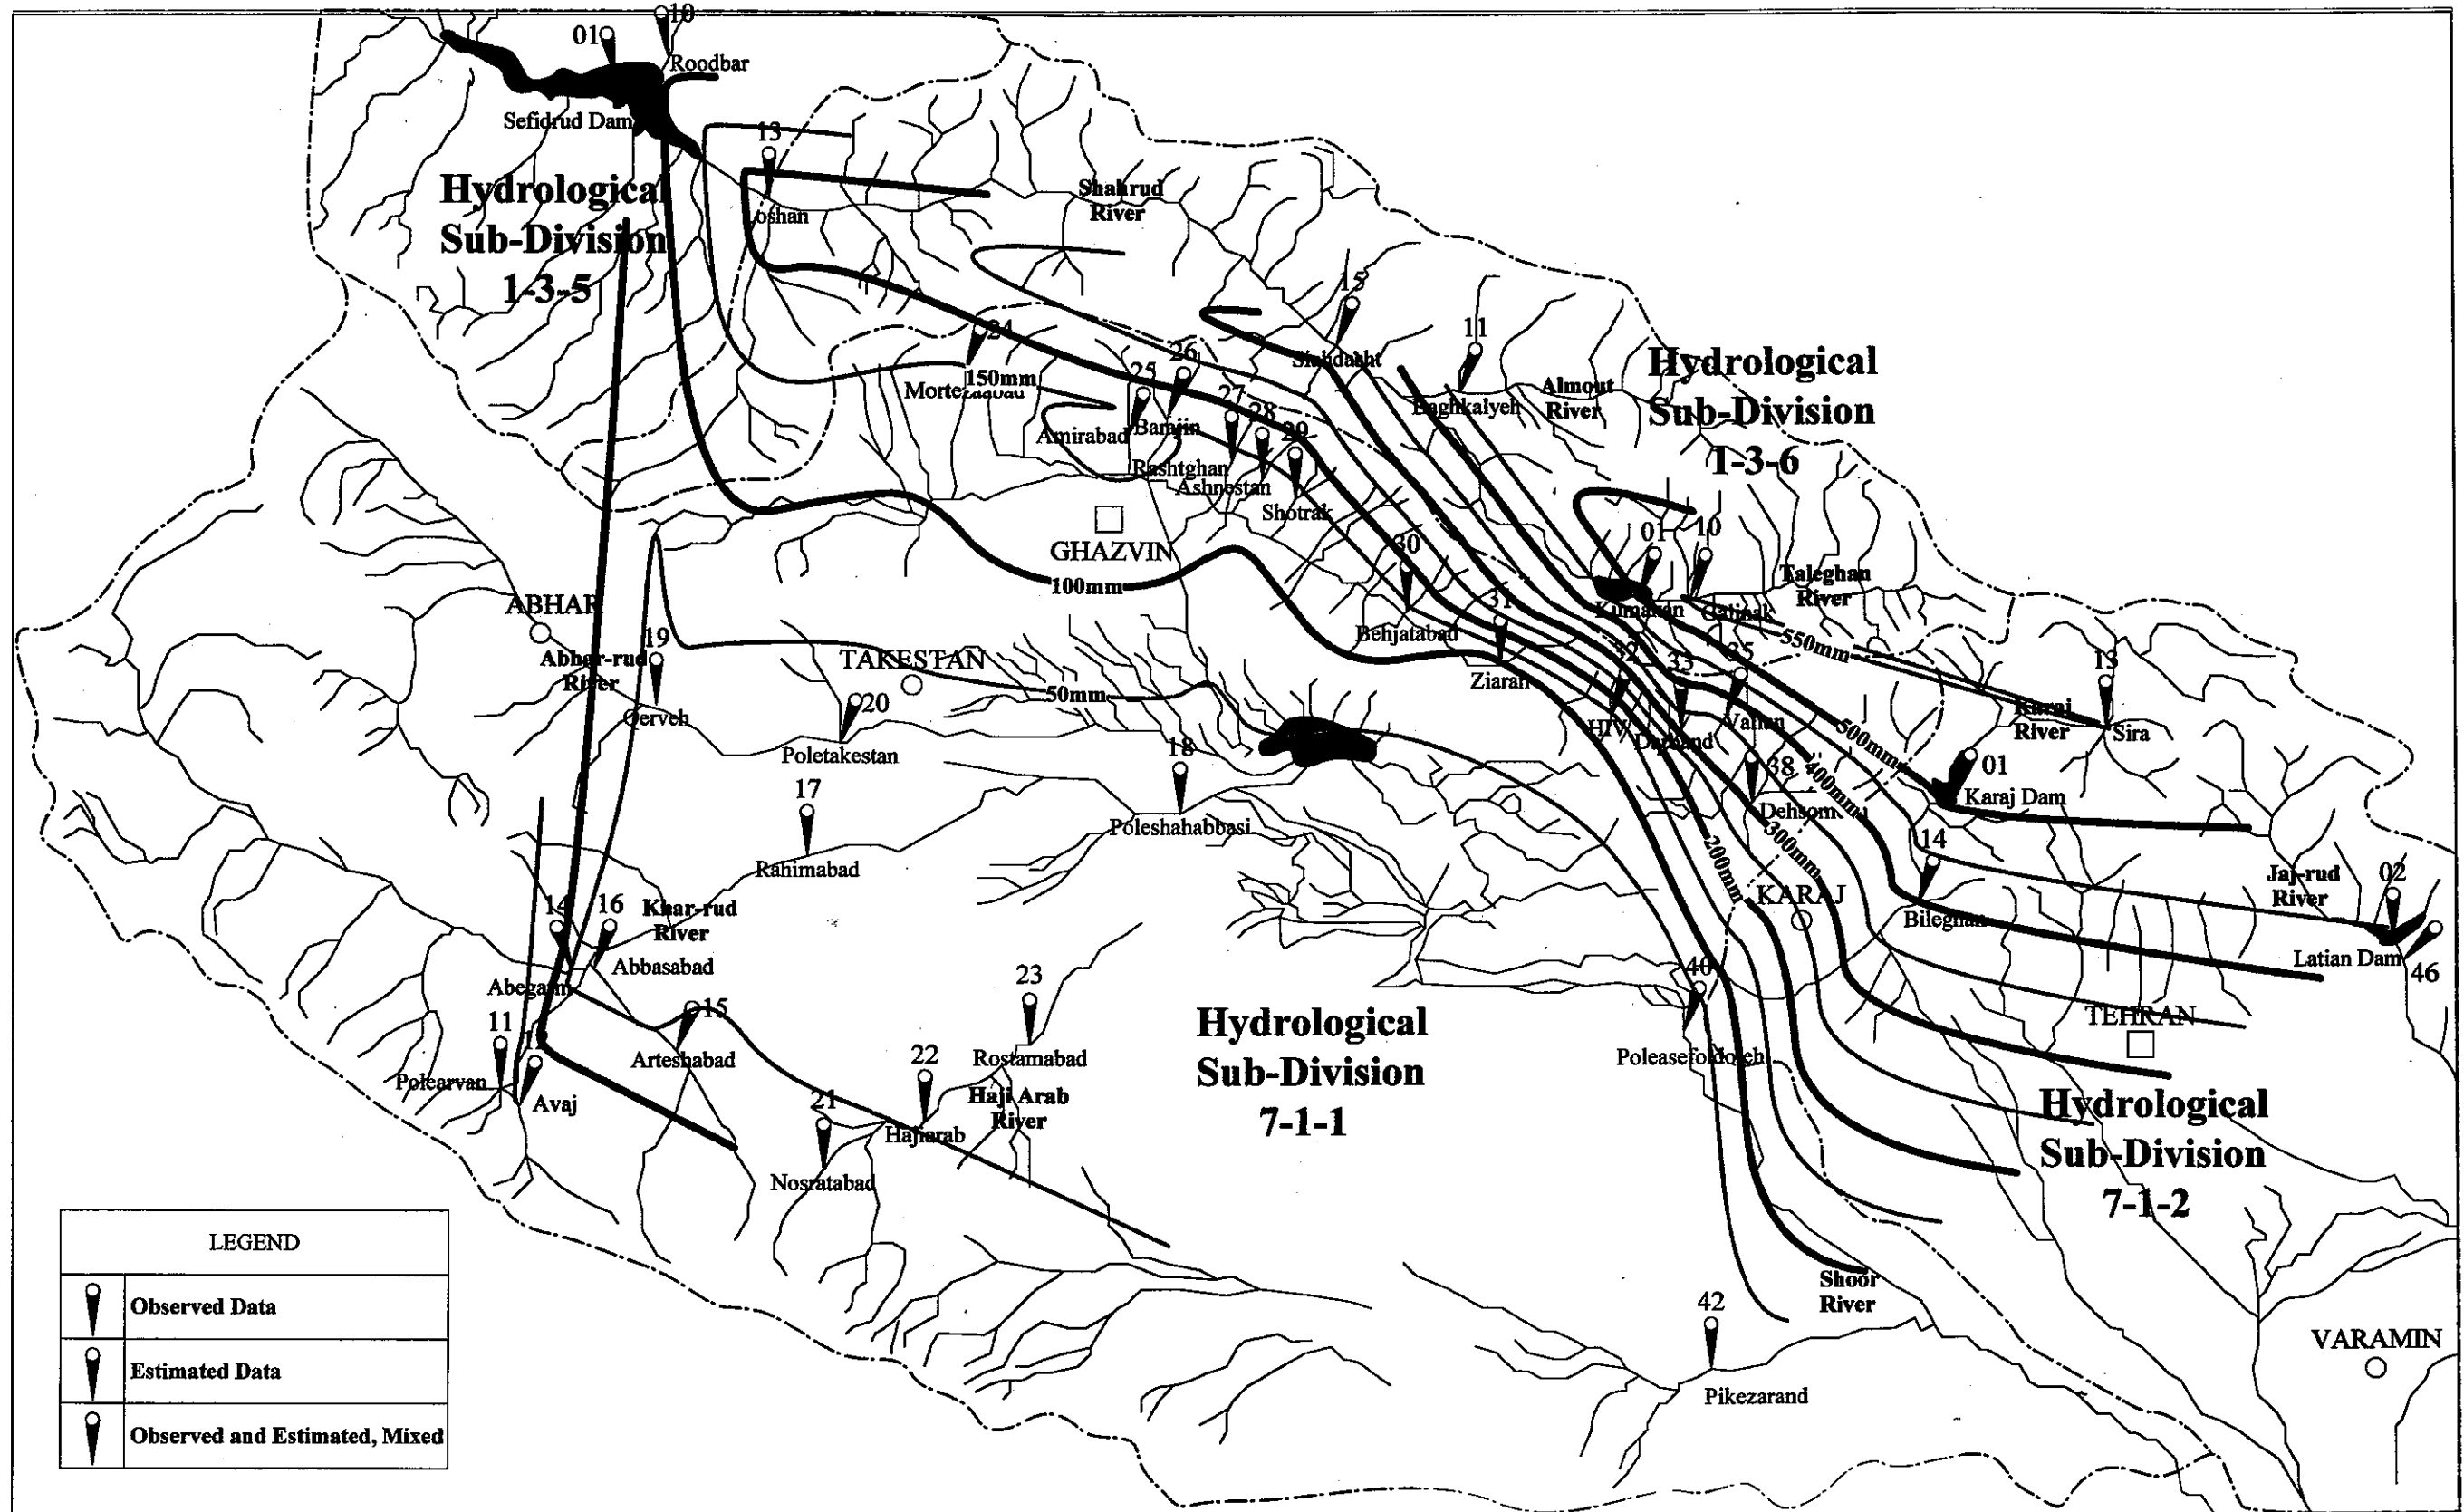 10
01
Roodbar
Sefidrud Dam
13
Hydrological
Sub-Division
1-3-5
oshan
Shahrud
River
15
24
11
26
25
27
28
29
150mm
Siahdasht
Hydrological
Sub-Division
1-3-6
Almout
River
Baghkalyeh
Mortezaabad
Amirabad
Barajin
Rashtghan
Ashnestan
Shotrak
GHAZVIN
100mm
30
01
10
Taleghan
River
ABHAR
31
Behjatabad
Galinak
550mm
Abhar-rud
River
19
TAKESTAN
50mm
Ziaran
32
33
35
13
20
Qerveh
HIV
Vallan
Karaj
River
Sira
500mm
Poletakestan
18
38
400mm
01
Karaj Dam
17
Poleshahabbasi
300mm
200mm
14
Rahimabad
KARAJ
Jaj-rud
River
02
14
16
Khar-rud
River
Bileghan
Latian Dam
46
Abbasabad
Abegarm
40
23
15
11
Hydrological
Sub-Division
7-1-1
TEHRAN
Arteshabad
Rostamabad
22
Polearvan
Avaj
Haji Arab
River
21
Hajiarab
Hydrological
Sub-Division
7-1-2
Nosratabad
Shoor
River
42
VARAMIN
Pikezarand
LEGEND
Observed Data
Estimated Data
Observed and Estimated, Mixed